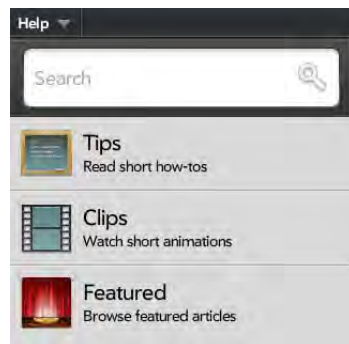 Help
Search
Tips
Read short how-tos
Clips
Watch short animations
Featured
Browse featured articles